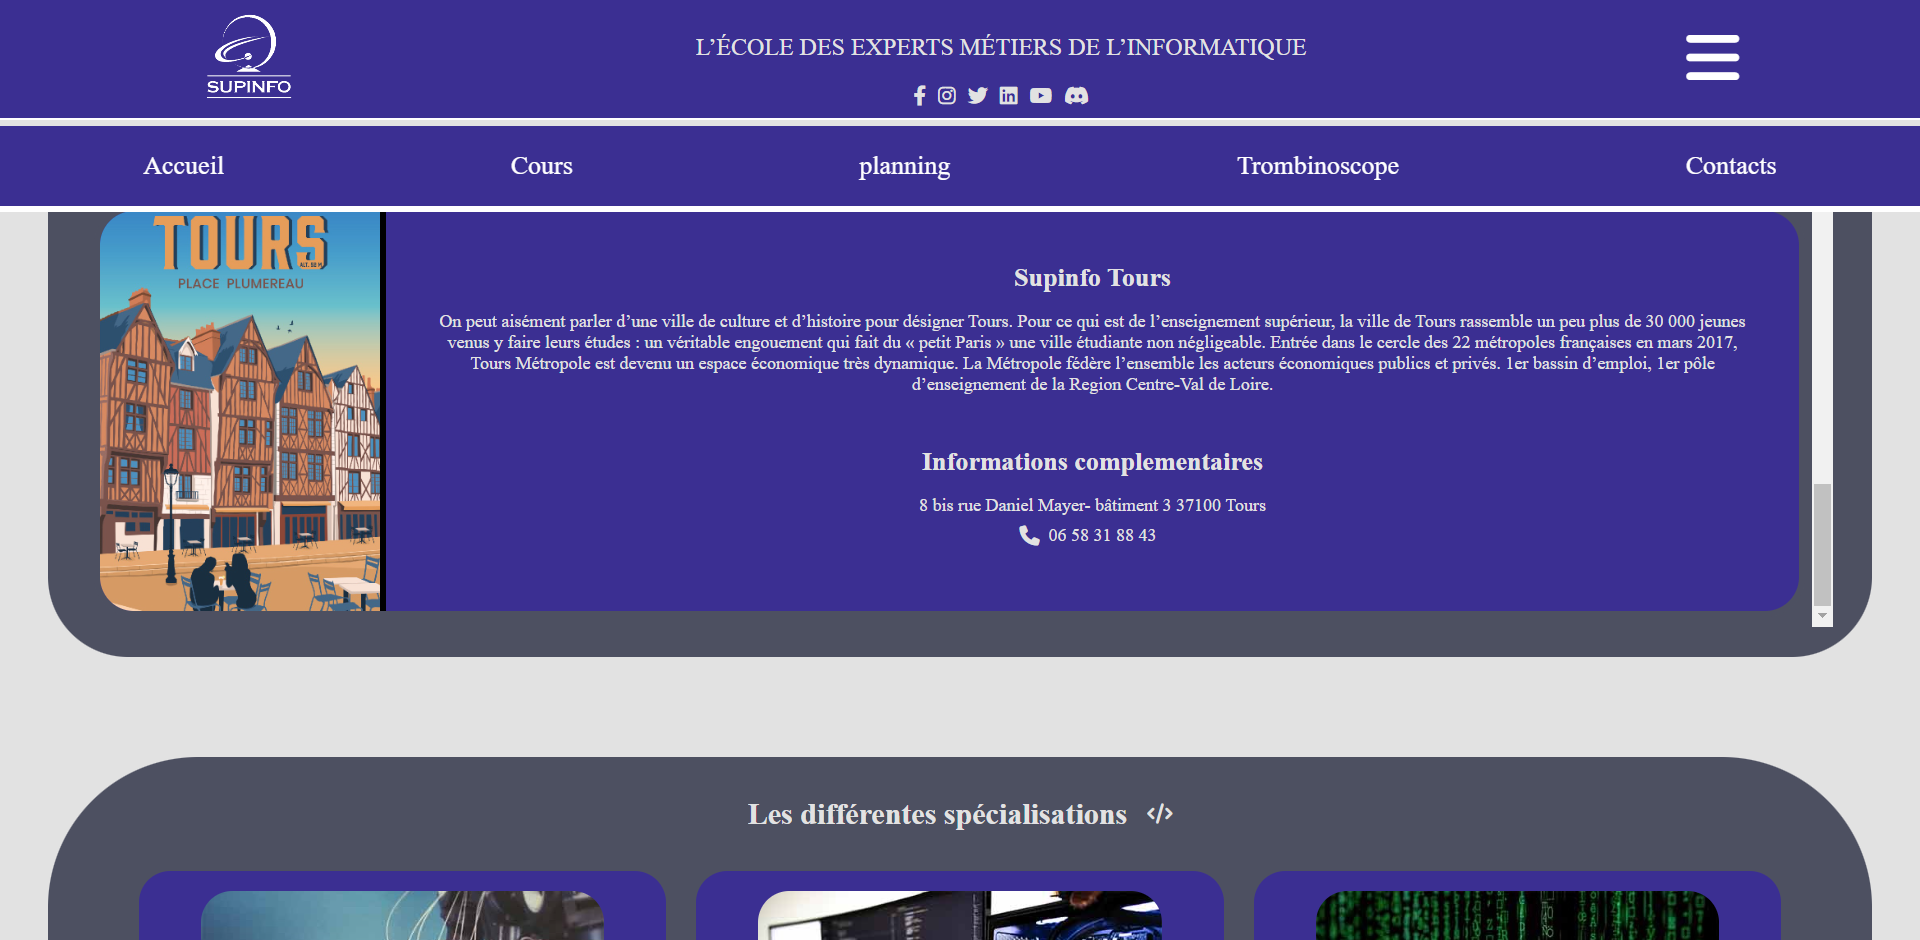 SUPINFO
L’ÉCOLE DES EXPERTS MÉTIERS DE L’INFORMATIQUE
Accueil
Cours
planning
Trombinoscope
Contacts
TOURS
ALT. 50 M
PLACE PLUMEREAU
Supinfo Tours
On peut aisément parler d’une ville de culture et d’histoire pour désigner Tours. Pour ce qui est de l’enseignement supérieur, la ville de Tours rassemble un peu plus de 30 000 jeunes
venus y faire leurs études : un véritable engouement qui fait du « petit Paris » une ville étudiante non négligeable. Entrée dans le cercle des 22 métropoles françaises en mars 2017,
Tours Métropole est devenu un espace économique très dynamique. La Métropole fédère l’ensemble les acteurs économiques publics et privés. 1er bassin d’emploi, 1er pôle
d’enseignement de la Region Centre-Val de Loire.
Informations complementaires
8 bis rue Daniel Mayer- bâtiment 3 37100 Tours
06 58 31 88 43
Les différentes spécialisations </>